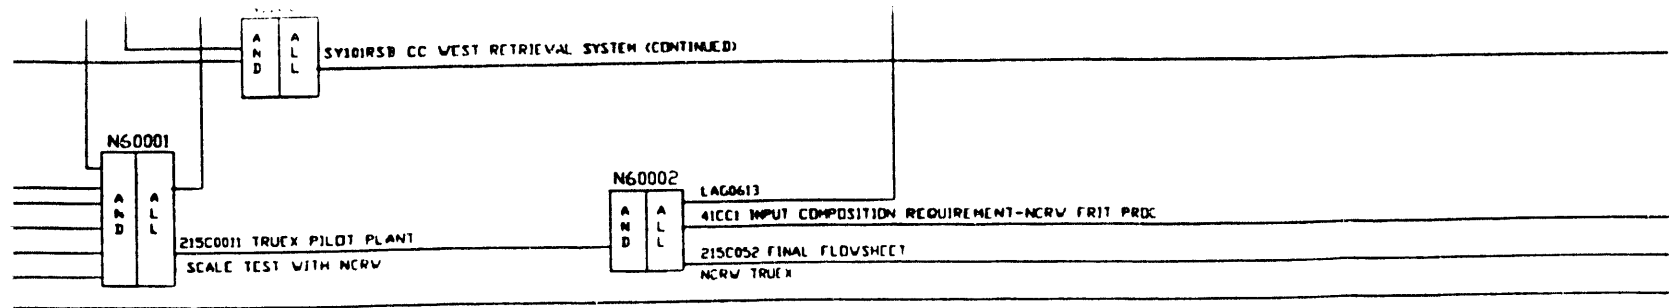 AND ALL
SY101RSB CC WEST RETRIEVAL SYSTEM (CONTINUED)
N60001
AND ALL
215C0011 TRUEX PILOT PLANT
SCALE TEST WITH NCRW
N60002
AND ALL
LAG0613
41CC1 INPUT COMPOSITION REQUIREMENT-NCRW FRIT PROC
215C052 FINAL FLOWSHEET
NCRW TRUEX